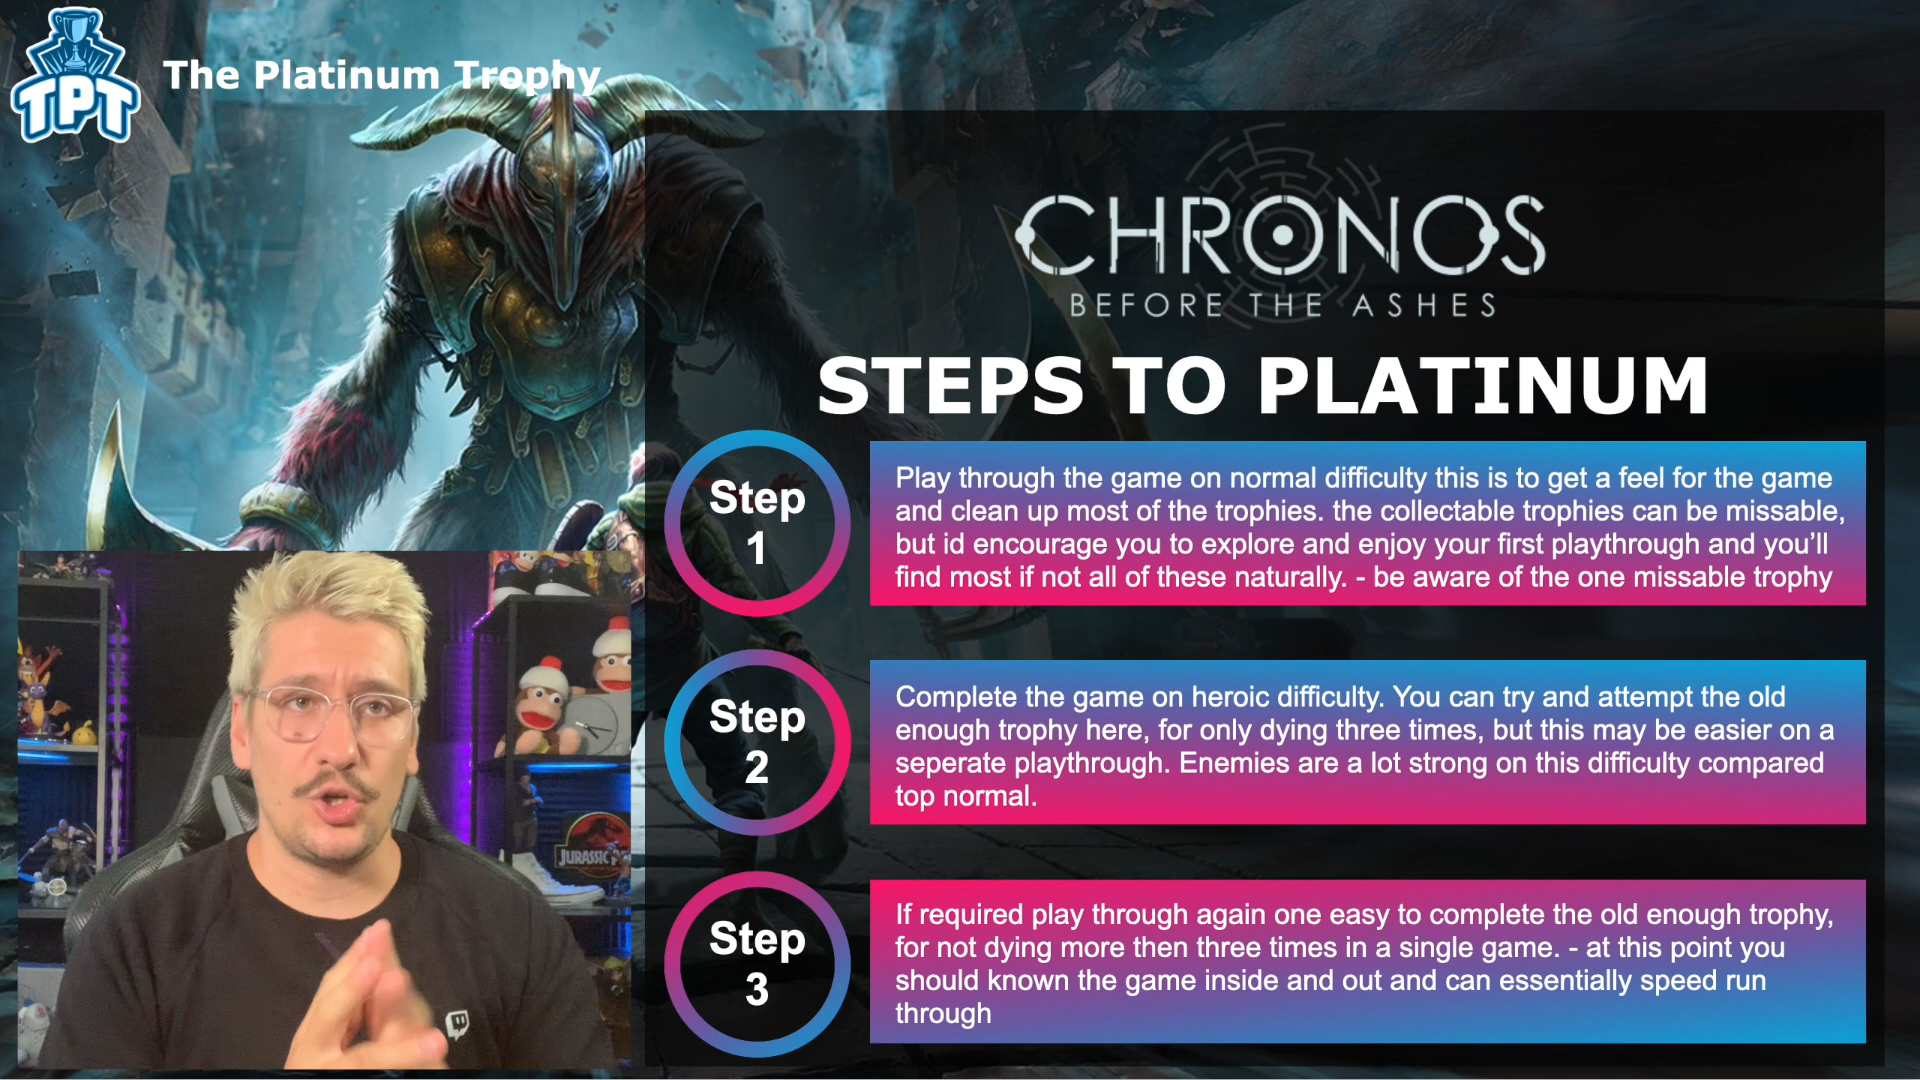 TPT
The Platinum Trophy
CHRONOS
BEFORE THE ASHES
STEPS TO PLATINUM
Step
1
Play through the game on normal difficulty this is to get a feel for the game
and clean up most of the trophies. the collectable trophies can be missable,
but id encourage you to explore and enjoy your first playthrough and you’ll
find most if not all of these naturally. - be aware of the one missable trophy
Step
2
Complete the game on heroic difficulty. You can try and attempt the old
enough trophy here, for only dying three times, but this may be easier on a
seperate playthrough. Enemies are a lot strong on this difficulty compared
top normal.
Step
3
If required play through again one easy to complete the old enough trophy,
for not dying more then three times in a single game. - at this point you
should known the game inside and out and can essentially speed run
through
JURASSIC